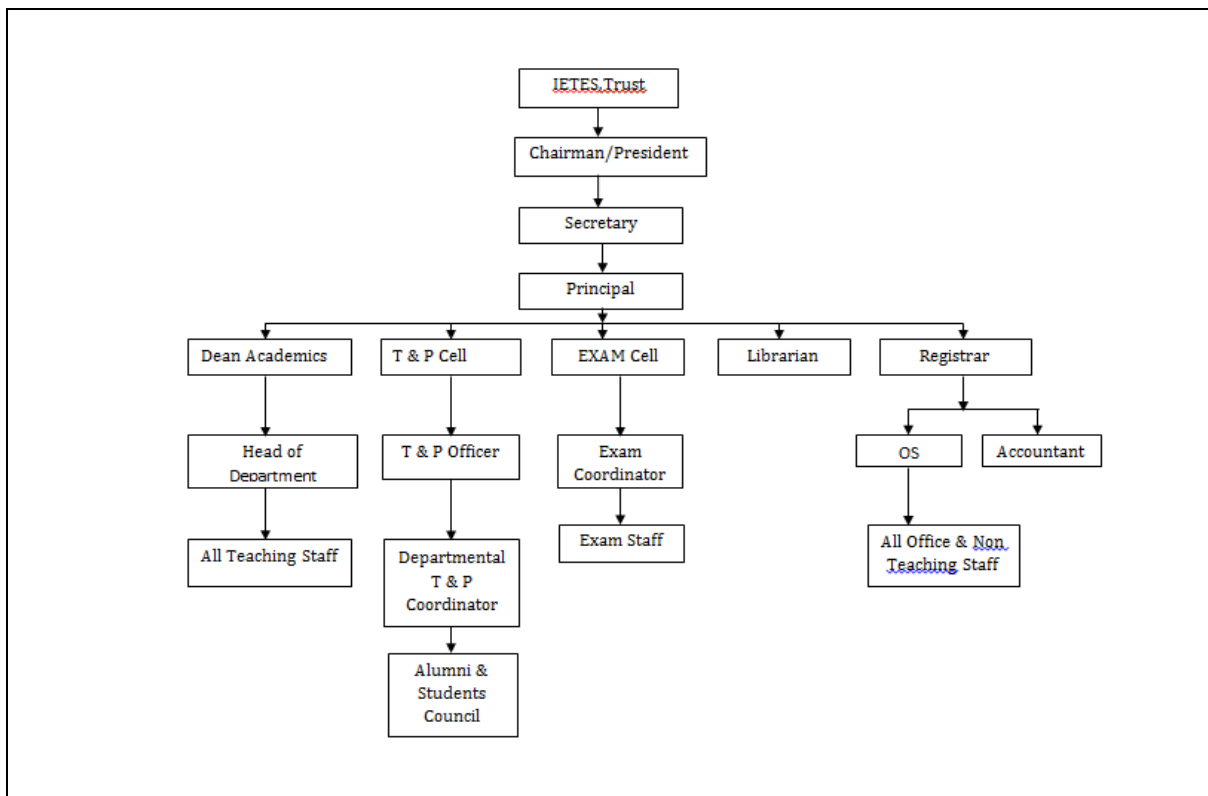 IETES,Trust
Chairman/President
Secretary
Principal
Dean Academics
T & P Cell
EXAM Cell
Librarian
Registrar
Head of
Department
T & P Officer
Exam
Coordinator
OS
Accountant
All Teaching Staff
Departmental
T & P
Coordinator
Exam Staff
All Office & Non
Teaching Staff
Alumni &
Students
Council